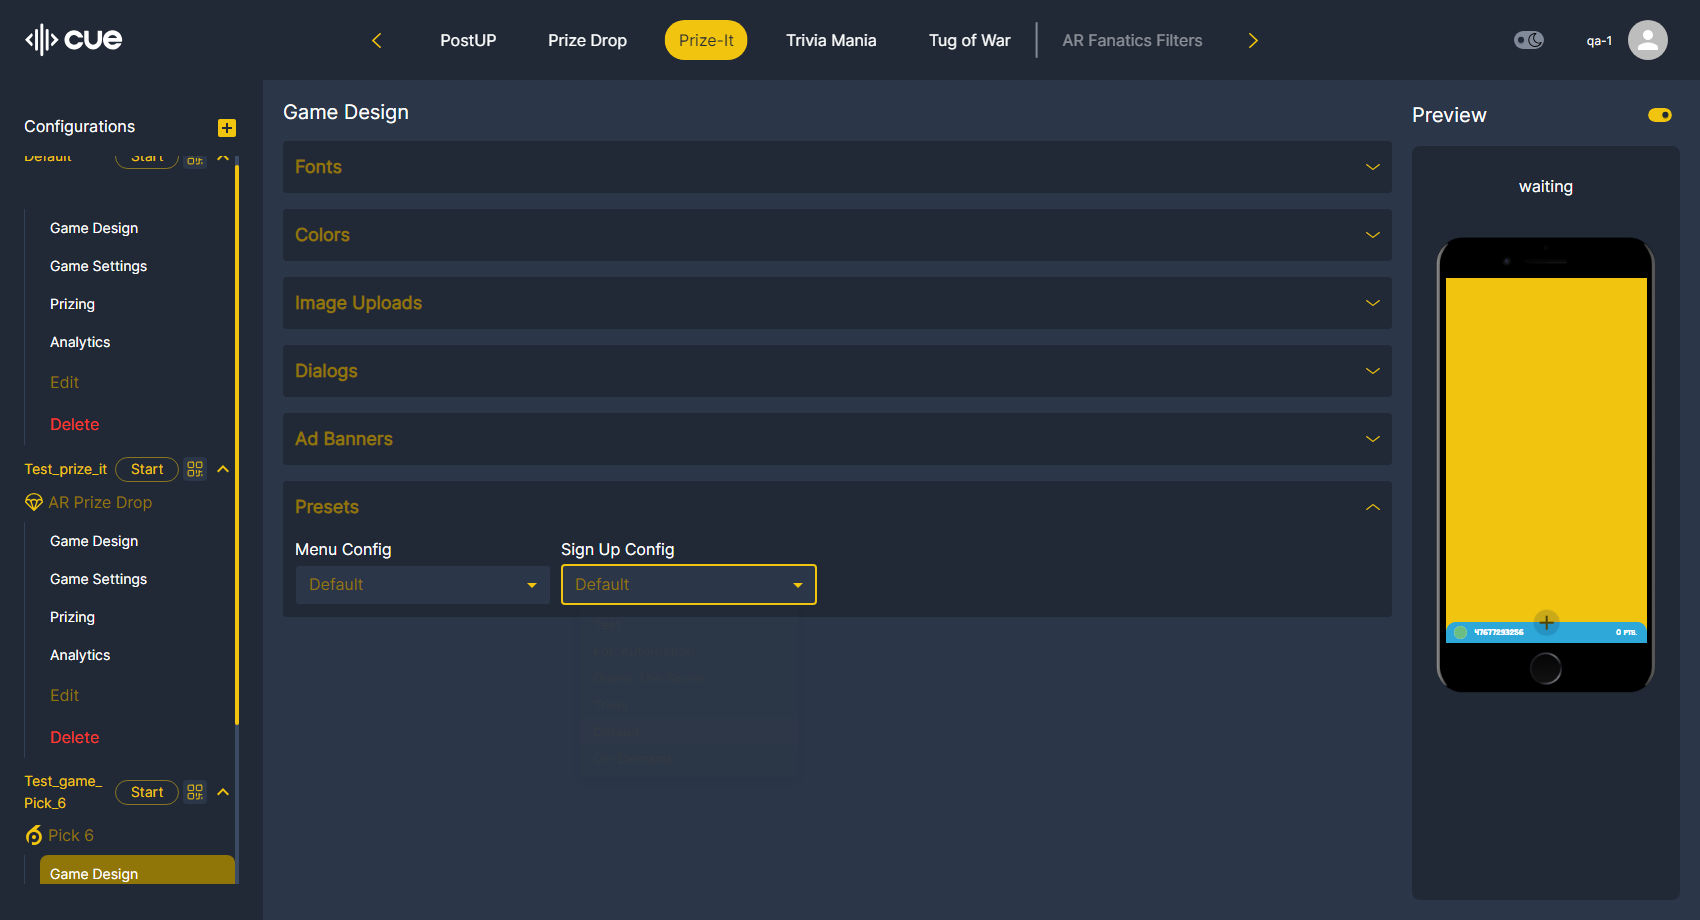 cue
PostUP
Prize Drop
Prize-It
Trivia Mania
Tug of War
AR Fanatics Filters
qa-1
Configurations
Default
Start
Game Design
Game Settings
Prizing
Analytics
Edit
Delete
Test_prize_it
Start
AR Prize Drop
Game Design
Game Settings
Prizing
Analytics
Edit
Delete
Test_game_
Pick_6
Start
Pick 6
Game Design
Game Design
Fonts
Colors
Image Uploads
Dialogs
Ad Banners
Presets
Menu Config
Sign Up Config
Default
Default
Preview
waiting
47677293256
0 PTS.